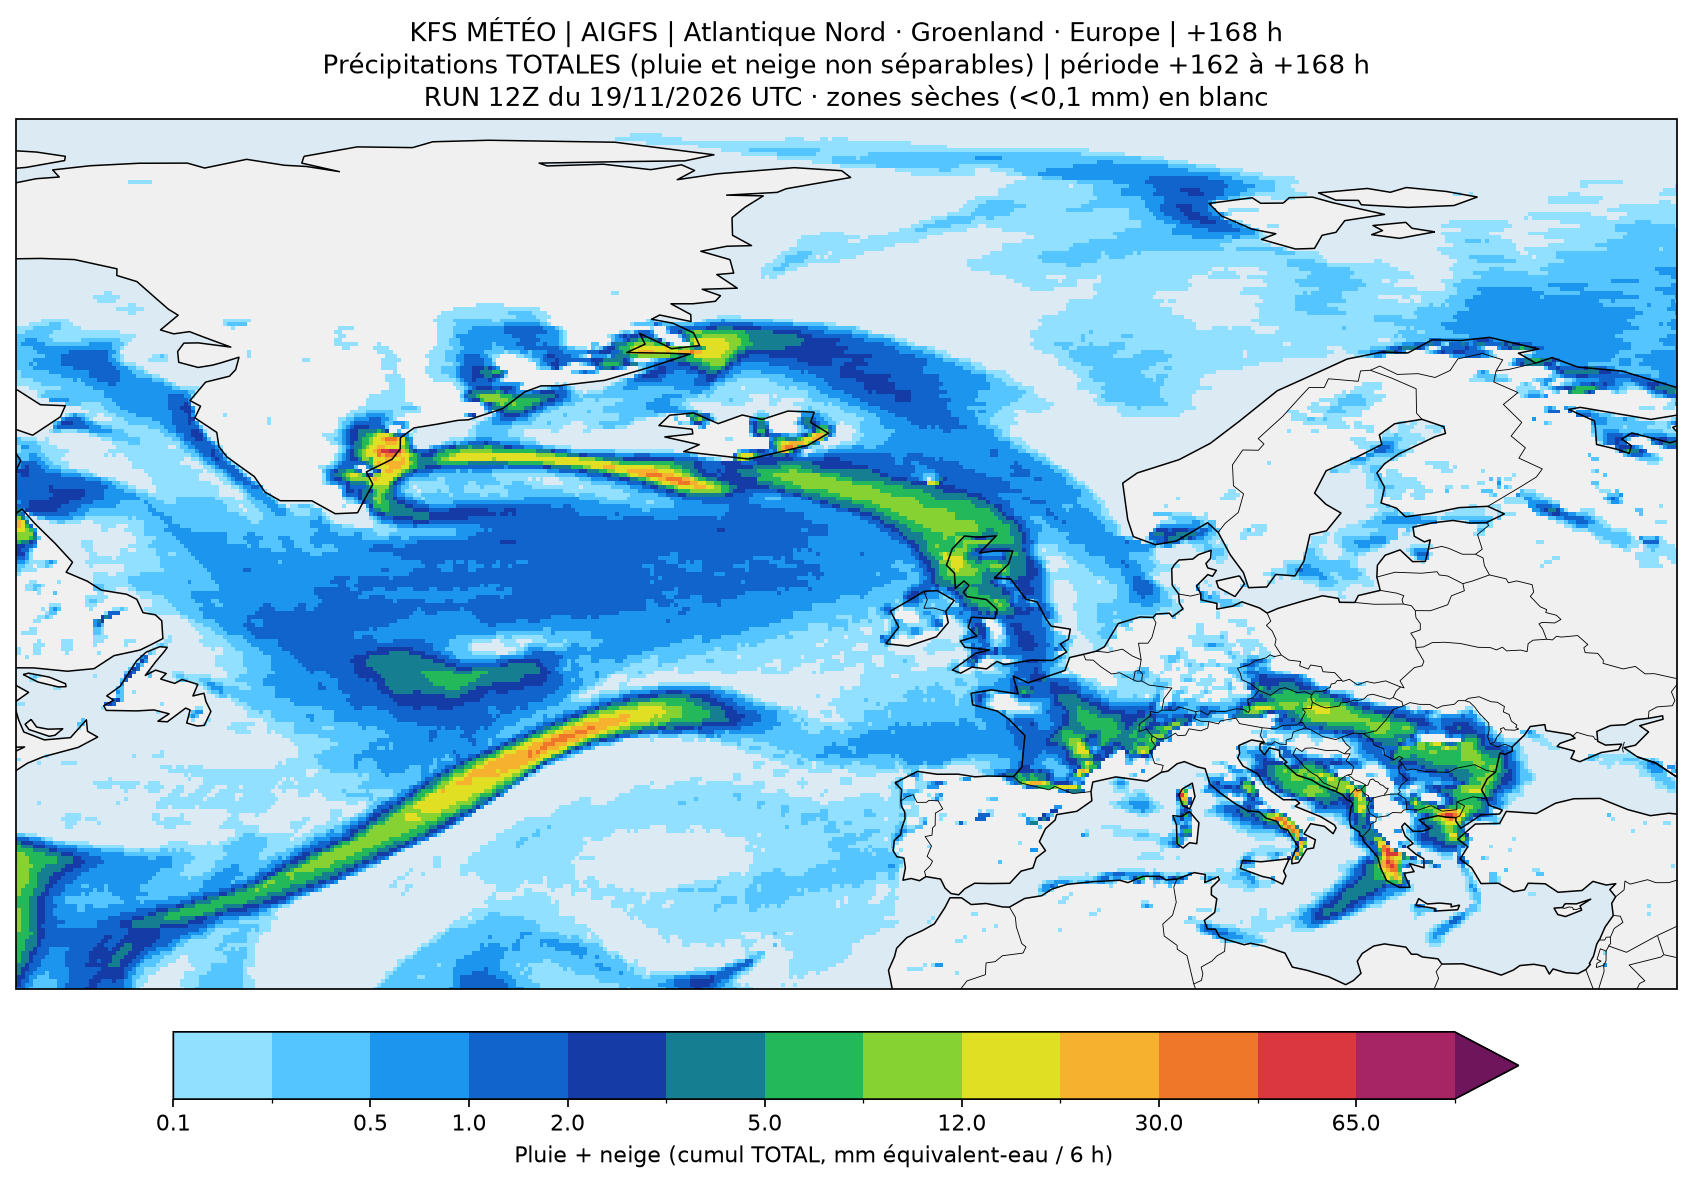 KFS MÉTÉO | AIGFS | Atlantique Nord · Groenland · Europe | +168 h
Précipitations TOTALES (pluie et neige non séparables) | période +162 à +168 h
RUN 12Z du 19/11/2026 UTC · zones sèches (<0,1 mm) en blanc
0.1 0.5 1.0 2.0 5.0 12.0 30.0 65.0
Pluie + neige (cumul TOTAL, mm équivalent-eau / 6 h)